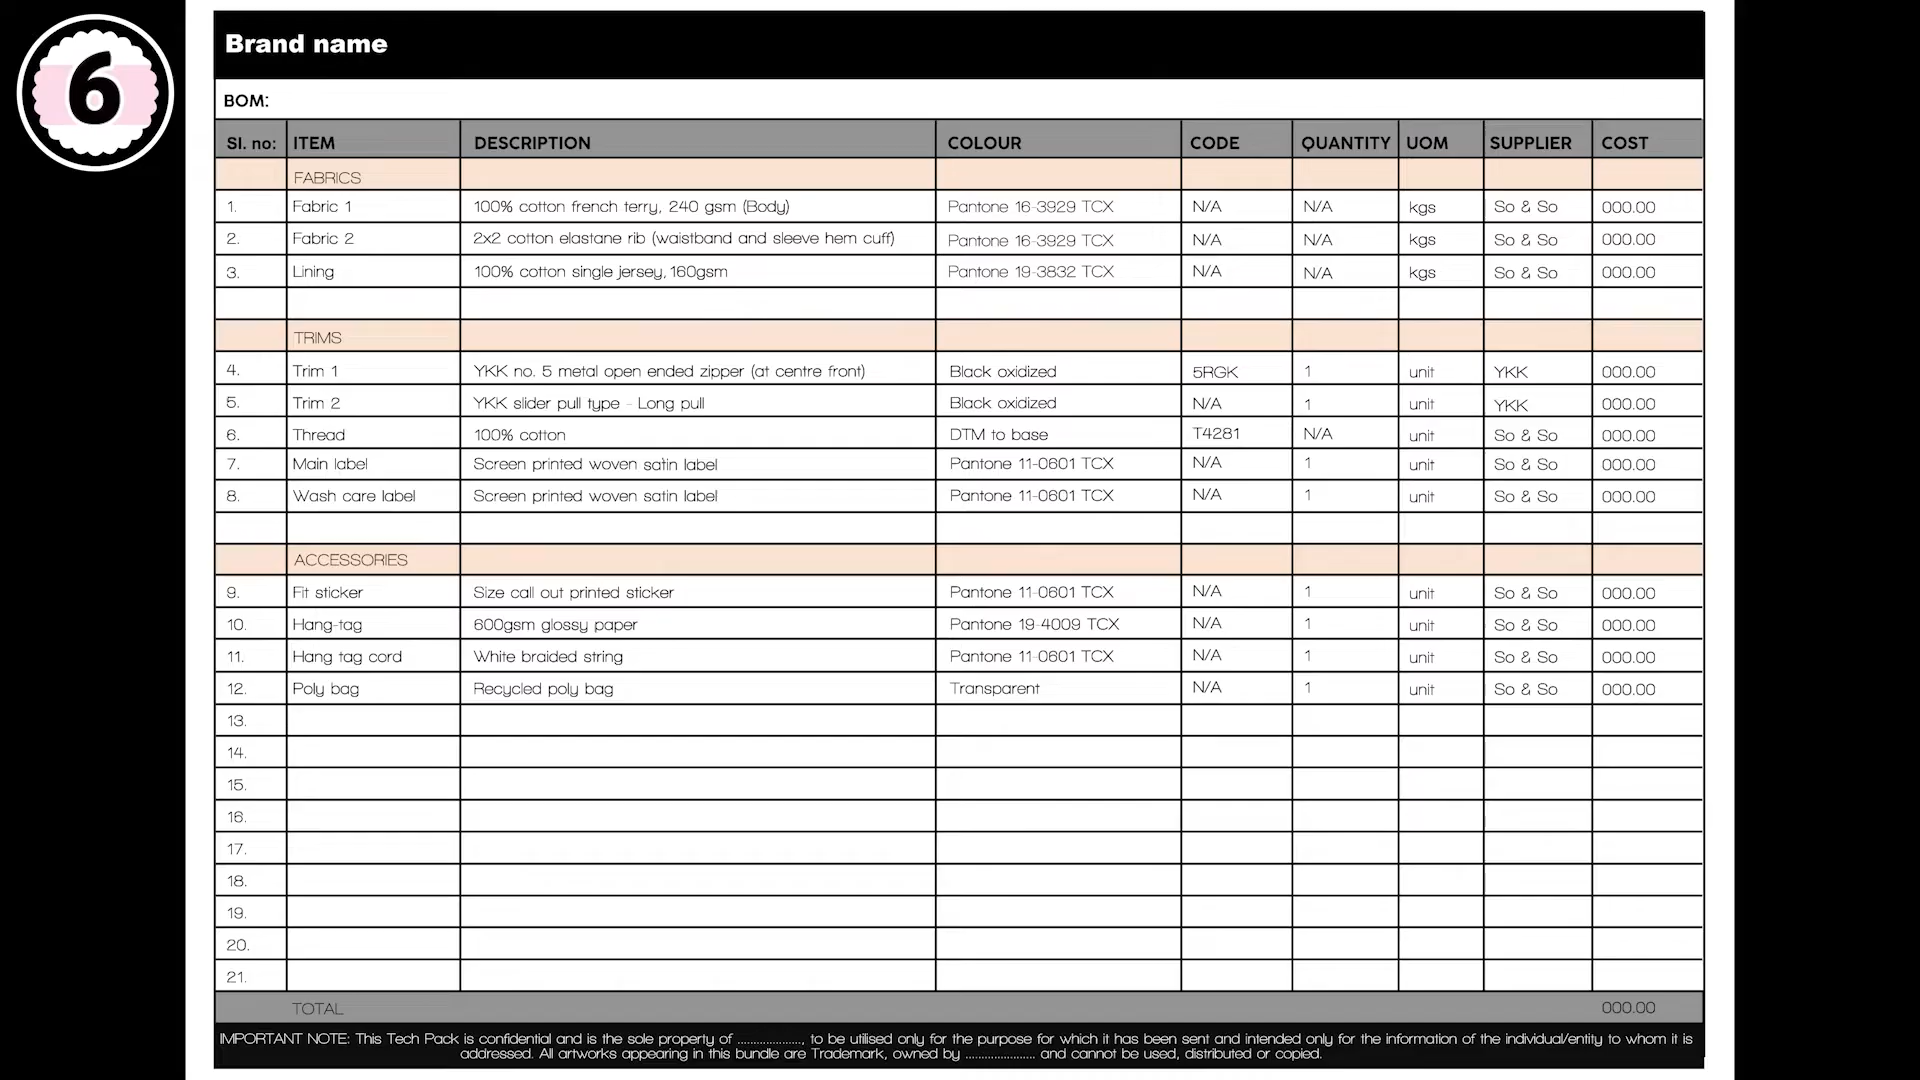 6
Brand name
BOM:
Sl. no: ITEM DESCRIPTION COLOUR CODE QUANTITY UOM SUPPLIER COST
FABRICS
1. Fabric 1 100% cotton french terry, 240 gsm (Body) Pantone 16-3929 TCX N/A N/A kgs So & So 000.00
2. Fabric 2 2x2 cotton elastane rib (waistband and sleeve hem cuff) Pantone 16-3929 TCX N/A N/A kgs So & So 000.00
3. Lining 100% cotton single jersey, 160gsm Pantone 19-3832 TCX N/A N/A kgs So & So 000.00
TRIMS
4. Trim 1 YKK no. 5 metal open ended zipper (at centre front) Black oxidized 5RGK 1 unit YKK 000.00
5. Trim 2 YKK slider pull type - Long pull Black oxidized N/A 1 unit YKK 000.00
6. Thread 100% cotton DTM to base T4281 N/A unit So & So 000.00
7. Main label Screen printed woven satin label Pantone 11-0601 TCX N/A 1 unit So & So 000.00
8. Wash care label Screen printed woven satin label Pantone 11-0601 TCX N/A 1 unit So & So 000.00
ACCESSORIES
9. Fit sticker Size call out printed sticker Pantone 11-0601 TCX N/A 1 unit So & So 000.00
10. Hang-tag 600gsm glossy paper Pantone 19-4009 TCX N/A 1 unit So & So 000.00
11. Hang tag cord White braided string Pantone 11-0601 TCX N/A 1 unit So & So 000.00
12. Poly bag Recycled poly bag Transparent N/A 1 unit So & So 000.00
13.
14.
15.
16.
17.
18.
19.
20.
21.
TOTAL 000.00
IMPORTANT NOTE: This Tech Pack is confidential and is the sole property of ...................., to be utilised only for the purpose for which it has been sent and intended only for the information of the individual/entity to whom it is
addressed. All artworks appearing in this bundle are Trademark, owned by ...................... and cannot be used, distributed or copied.